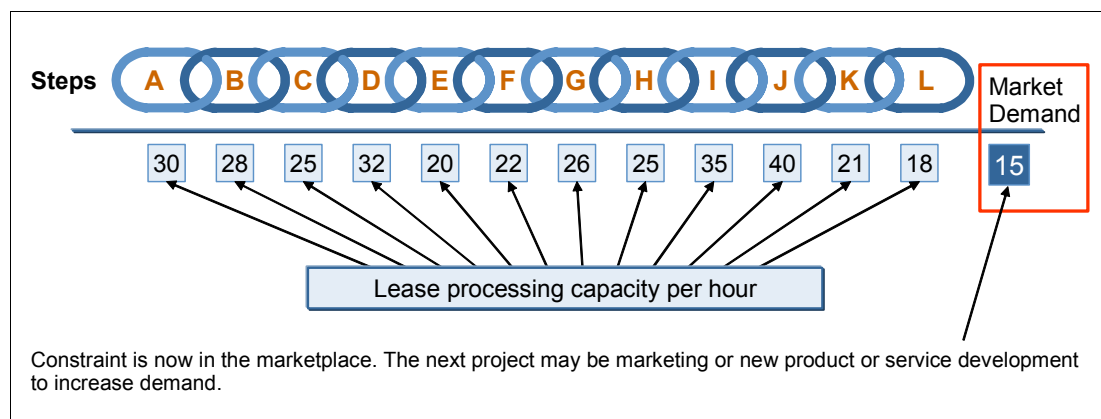 Steps A B C D E F G H I J K L
Market
Demand
30 28 25 32 20 22 26 25 35 40 21 18 15
Lease processing capacity per hour
Constraint is now in the marketplace. The next project may be marketing or new product or service development
to increase demand.